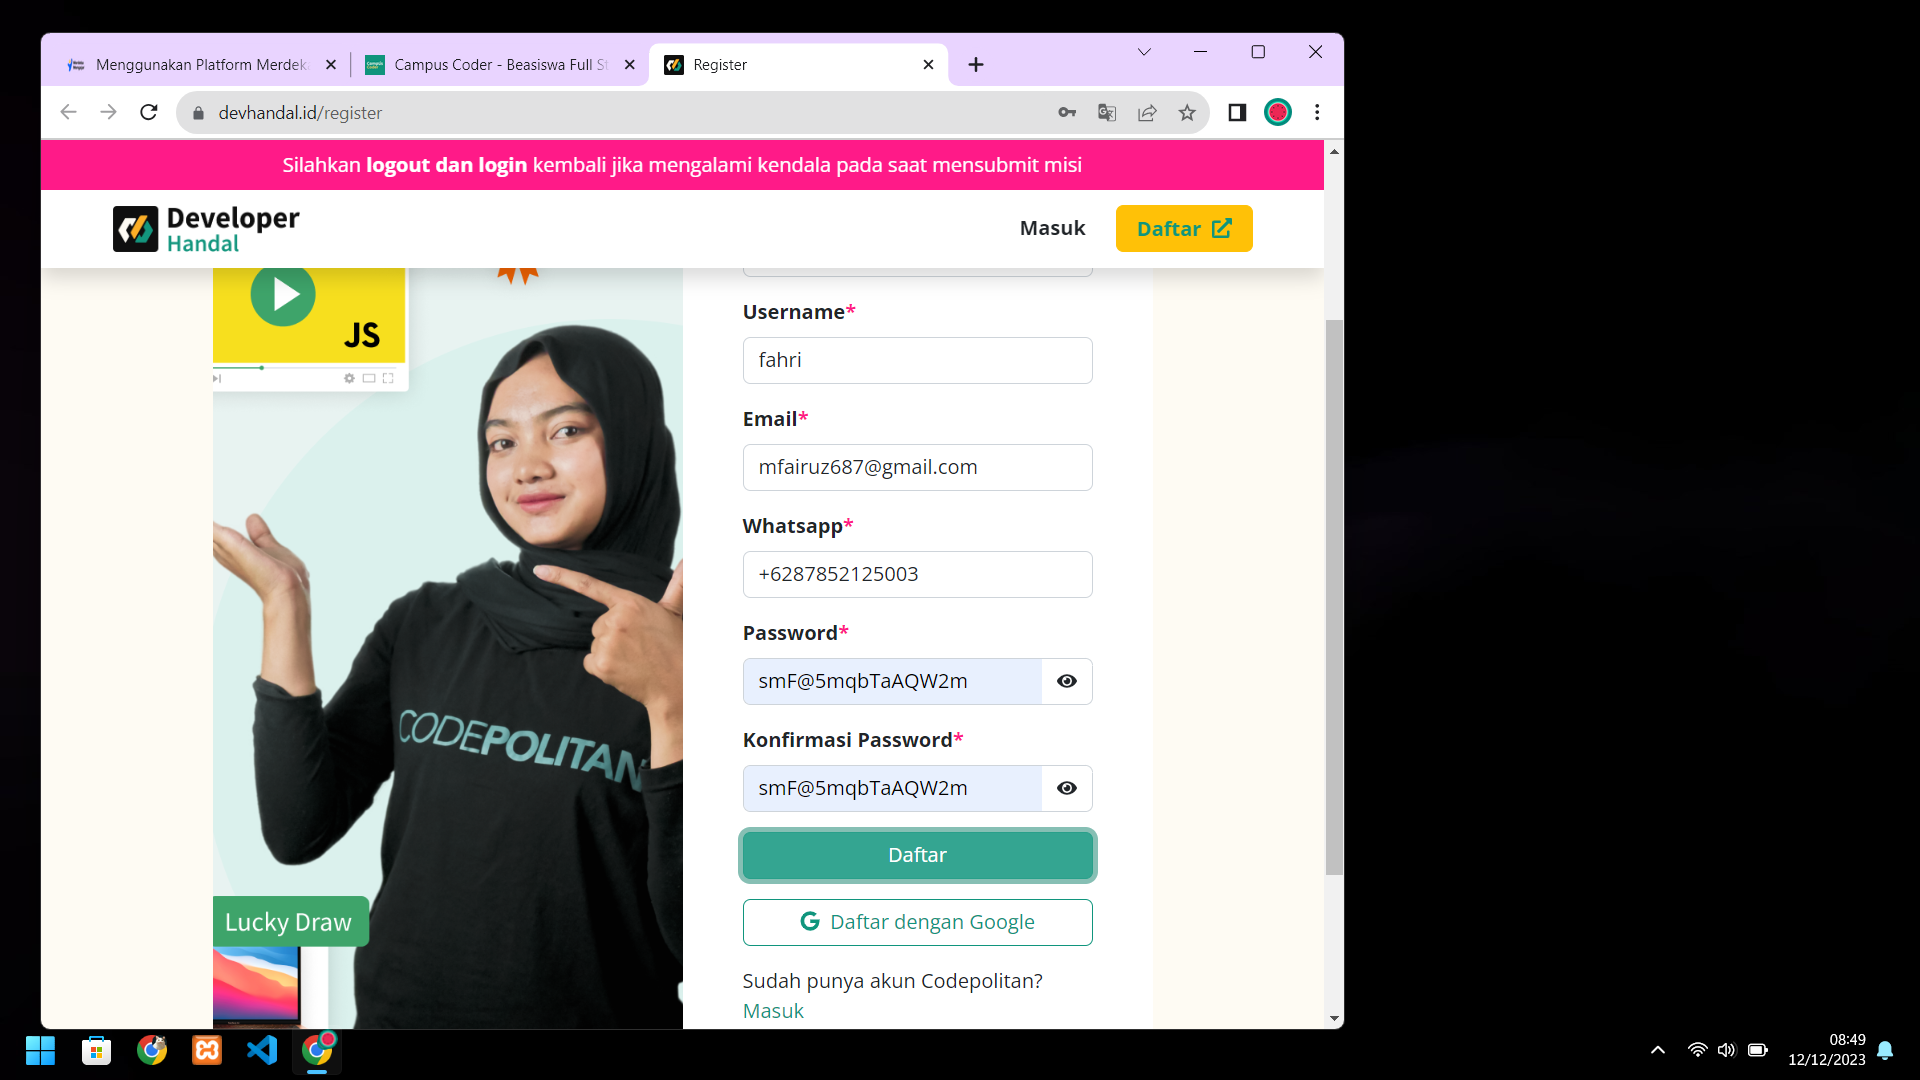 Menggunakan Platform Merdek
Campus Coder - Beasiswa Full St
Register
devhandal.id/register
Silahkan logout dan login kembali jika mengalami kendala pada saat mensubmit misi
Developer
Handal
Masuk
Daftar
JS
Username*
fahri
Email*
mfairuz687@gmail.com
Whatsapp*
+6287852125003
Password*
smF@5mqbTaAQW2m
Konfirmasi Password*
smF@5mqbTaAQW2m
CODEPOLITAN
Daftar
Lucky Draw
G Daftar dengan Google
Sudah punya akun Codepolitan?
Masuk
08:49
12/12/2023